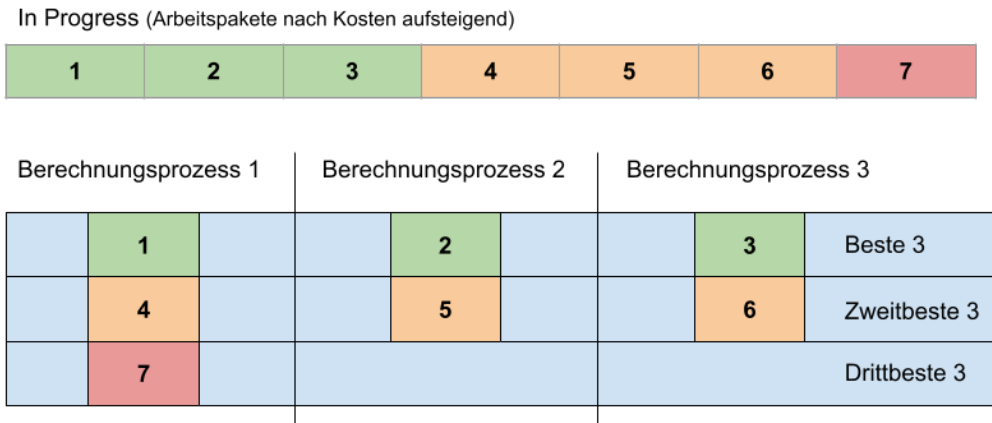 In Progress (Arbeitspakete nach Kosten aufsteigend)
1 2 3 4 5 6 7
Berechnungsprozess 1 Berechnungsprozess 2 Berechnungsprozess 3
1 2 3 Beste 3
4 5 6 Zweitbeste 3
7 Drittbeste 3